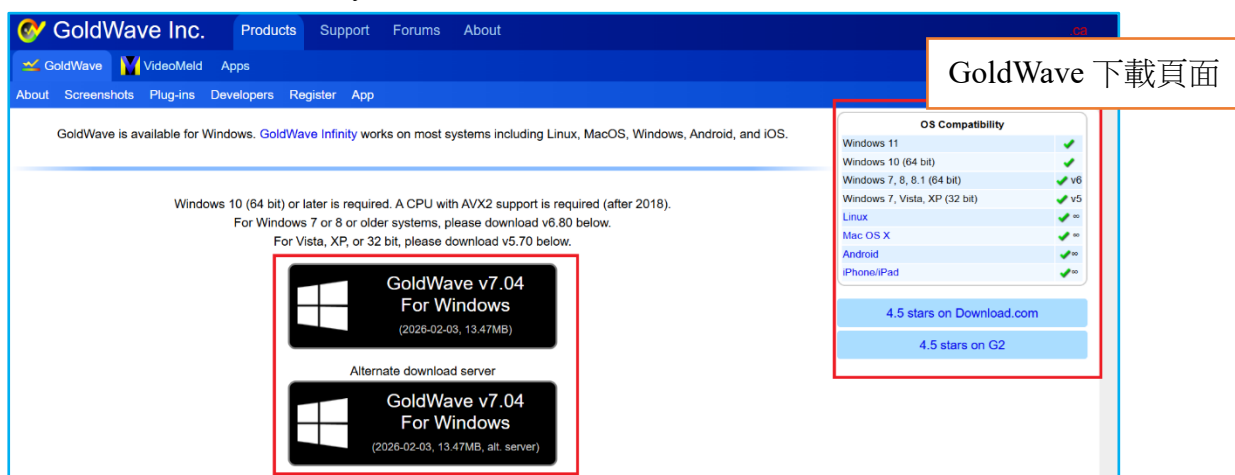 GoldWave Inc. Products Support Forums About .ca
GoldWave VideoMeld Apps
GoldWave 下載頁面
About Screenshots Plug-ins Developers Register App
GoldWave is available for Windows. GoldWave Infinity works on most systems including Linux, MacOS, Windows, Android, and iOS.
Windows 10 (64 bit) or later is required. A CPU with AVX2 support is required (after 2018).
For Windows 7 or 8 or older systems, please download v6.80 below.
For Vista, XP, or 32 bit, please download v5.70 below.
GoldWave v7.04
For Windows
(2026-02-03, 13.47MB)
Alternate download server
GoldWave v7.04
For Windows
(2026-02-03, 13.47MB, alt. server)
OS Compatibility
Windows 11
Windows 10 (64 bit)
Windows 7, 8, 8.1 (64 bit) v6
Windows 7, Vista, XP (32 bit) v5
Linux ∞
Mac OS X ∞
Android ∞
iPhone/iPad ∞
4.5 stars on Download.com
4.5 stars on G2